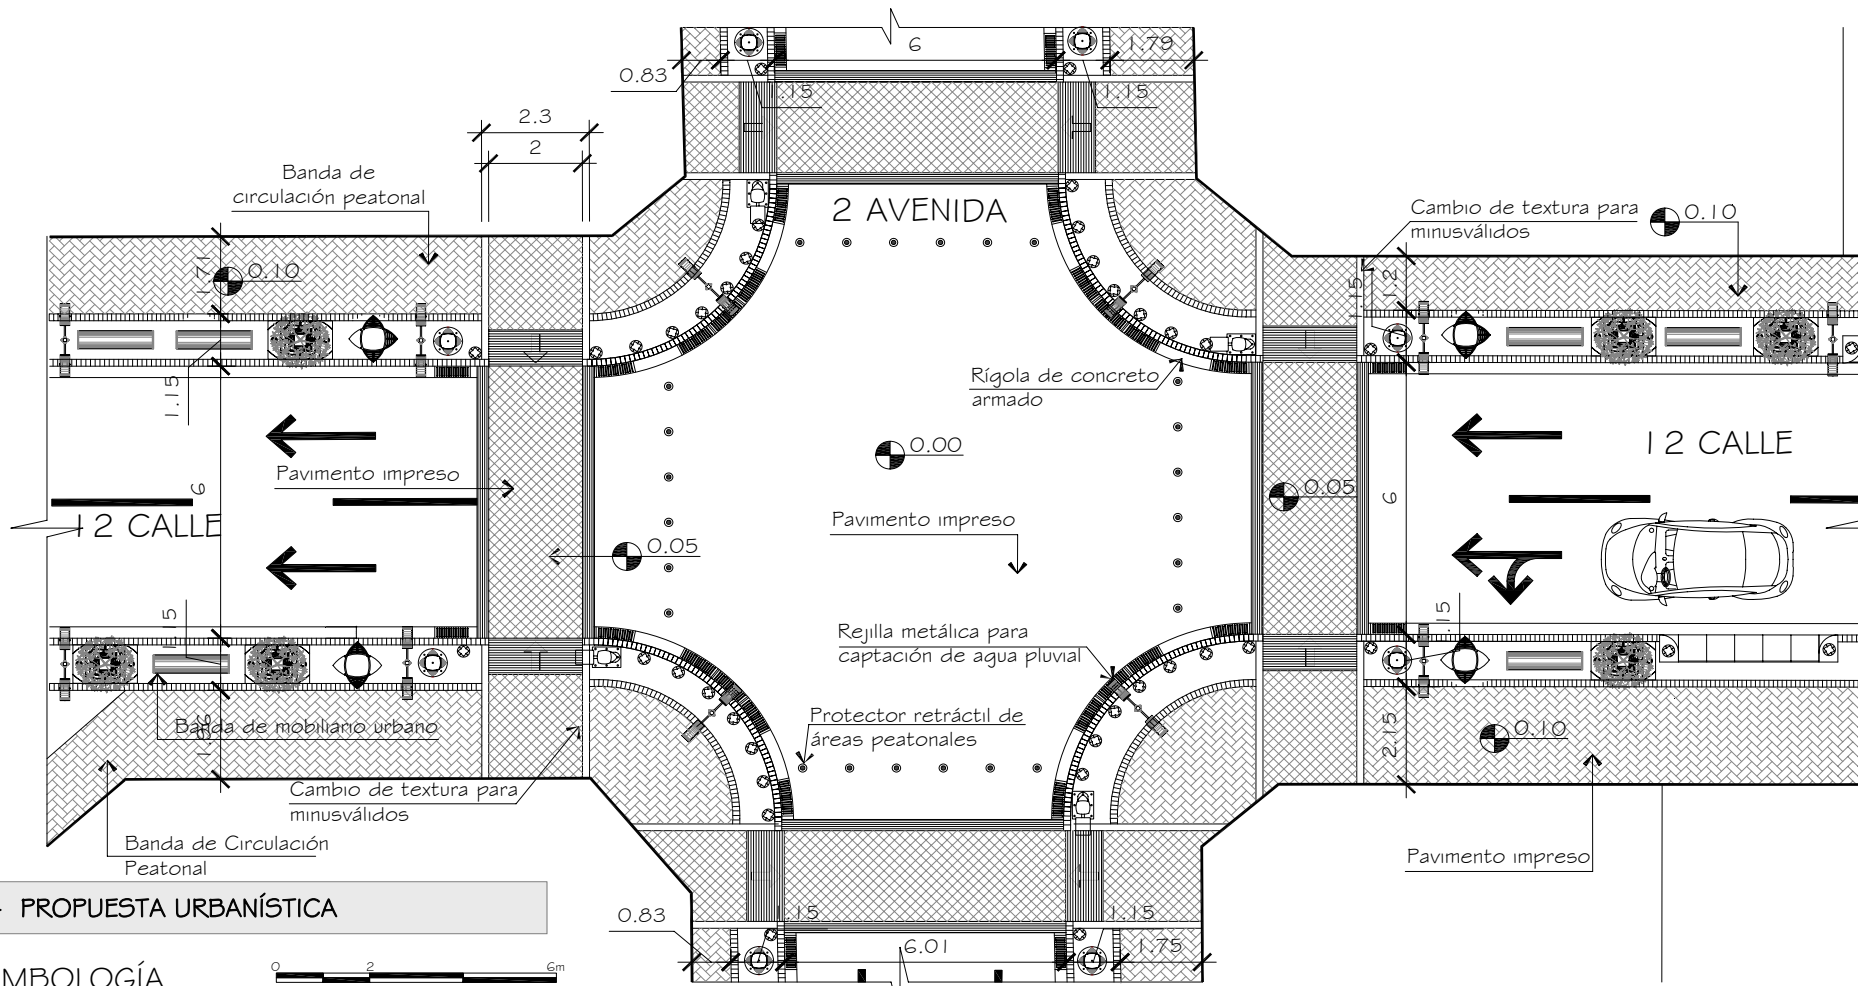 6
1.79
0.83
1.15
1.15
2.3
2
Banda de
circulación peatonal
2 AVENIDA
Cambio de textura para
minusválidos
0.10
1.71
0.10
1.15
1.2
1.15
Rígola de concreto
armado
0.00
12 CALLE
Pavimento impreso
6
0.05
6
12 CALLE
Pavimento impreso
0.05
1.15
.15
Rejilla metálica para
captación de agua pluvial
Protector retráctil de
áreas peatonales
Banda de mobiliario urbano
0.10
2.15
Cambio de textura para
minusválidos
Banda de Circulación
Peatonal
Pavimento impreso
PROPUESTA URBANÍSTICA
0.83
1.15
1.15
6.01
1.75
MBOLOGÍA
0 2 6m